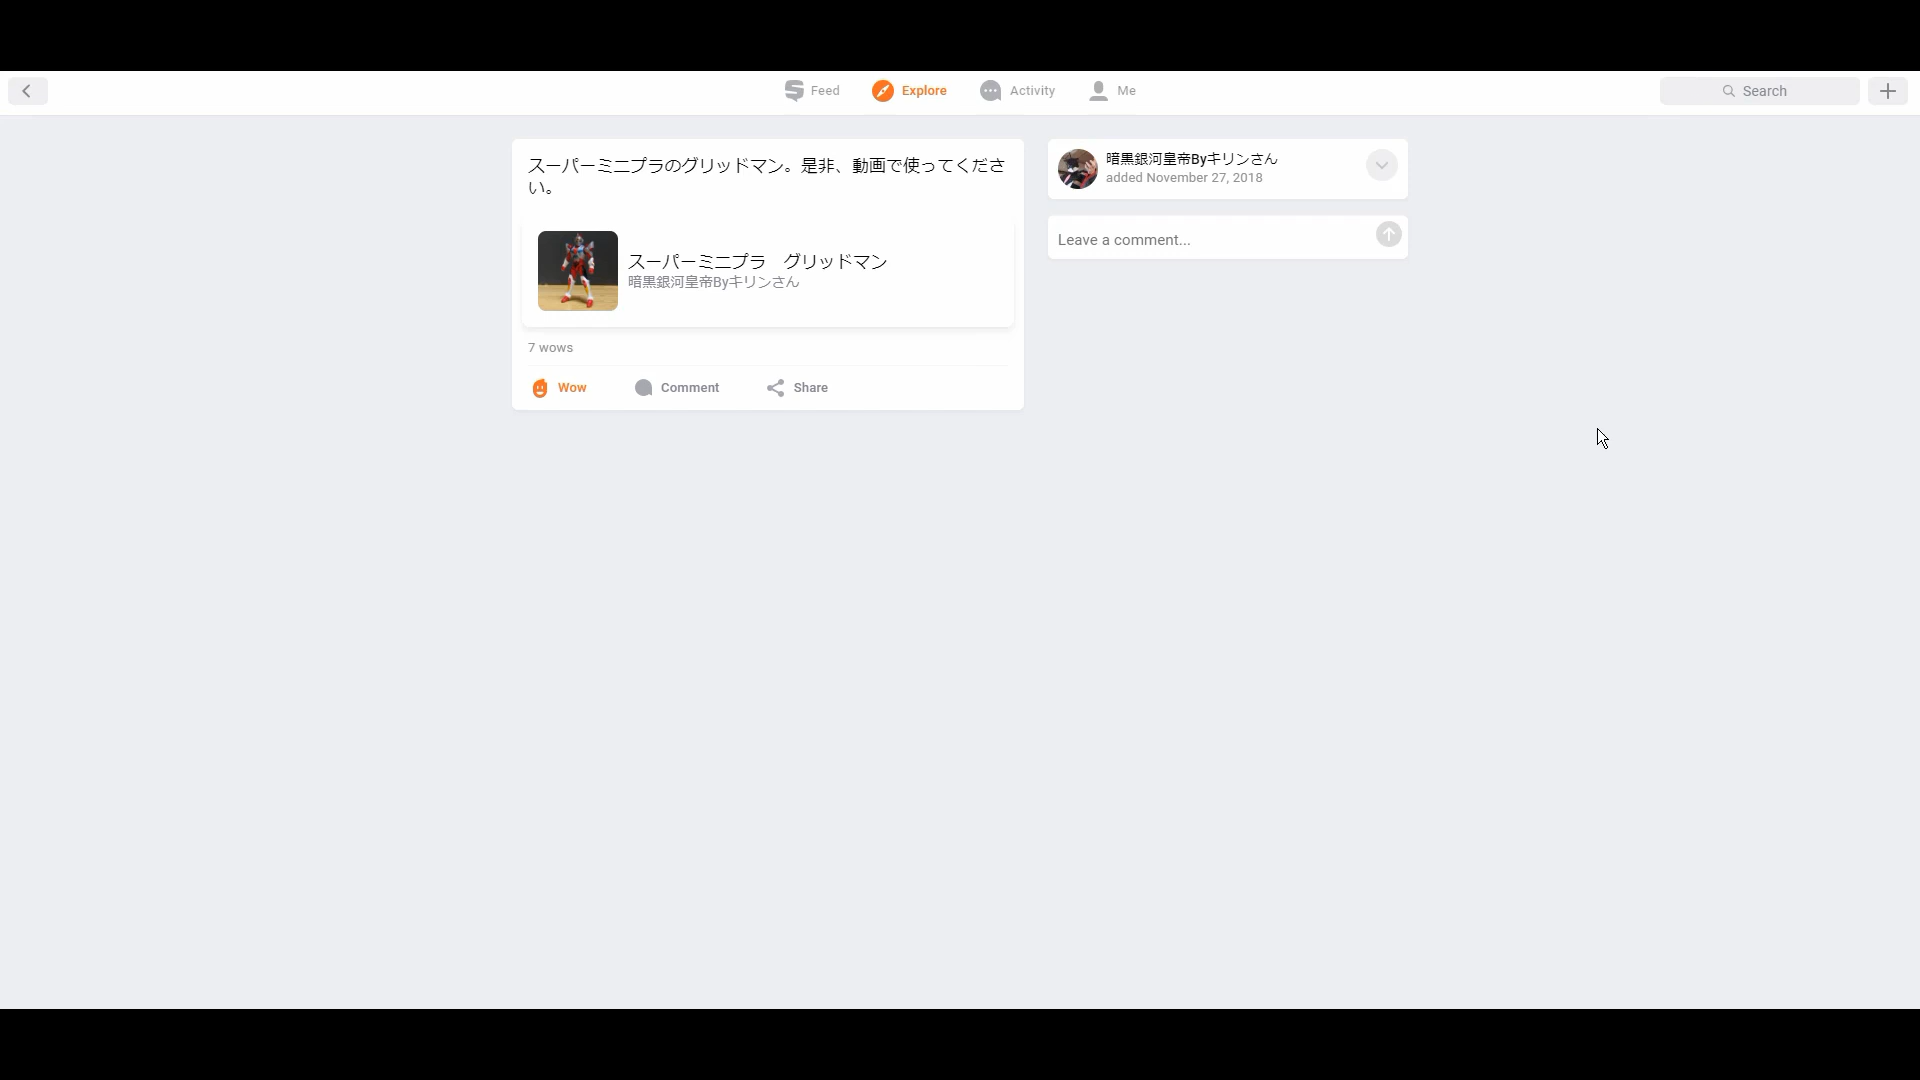 Feed
Explore
Activity
Me
Search
スーパーミニプラのグリッドマン。是非、動画で使ってくださ
い。
スーパーミニプラ　グリッドマン
暗黒銀河皇帝Byキリンさん
7 wows
Wow
Comment
Share
暗黒銀河皇帝Byキリンさん
added November 27, 2018
Leave a comment...